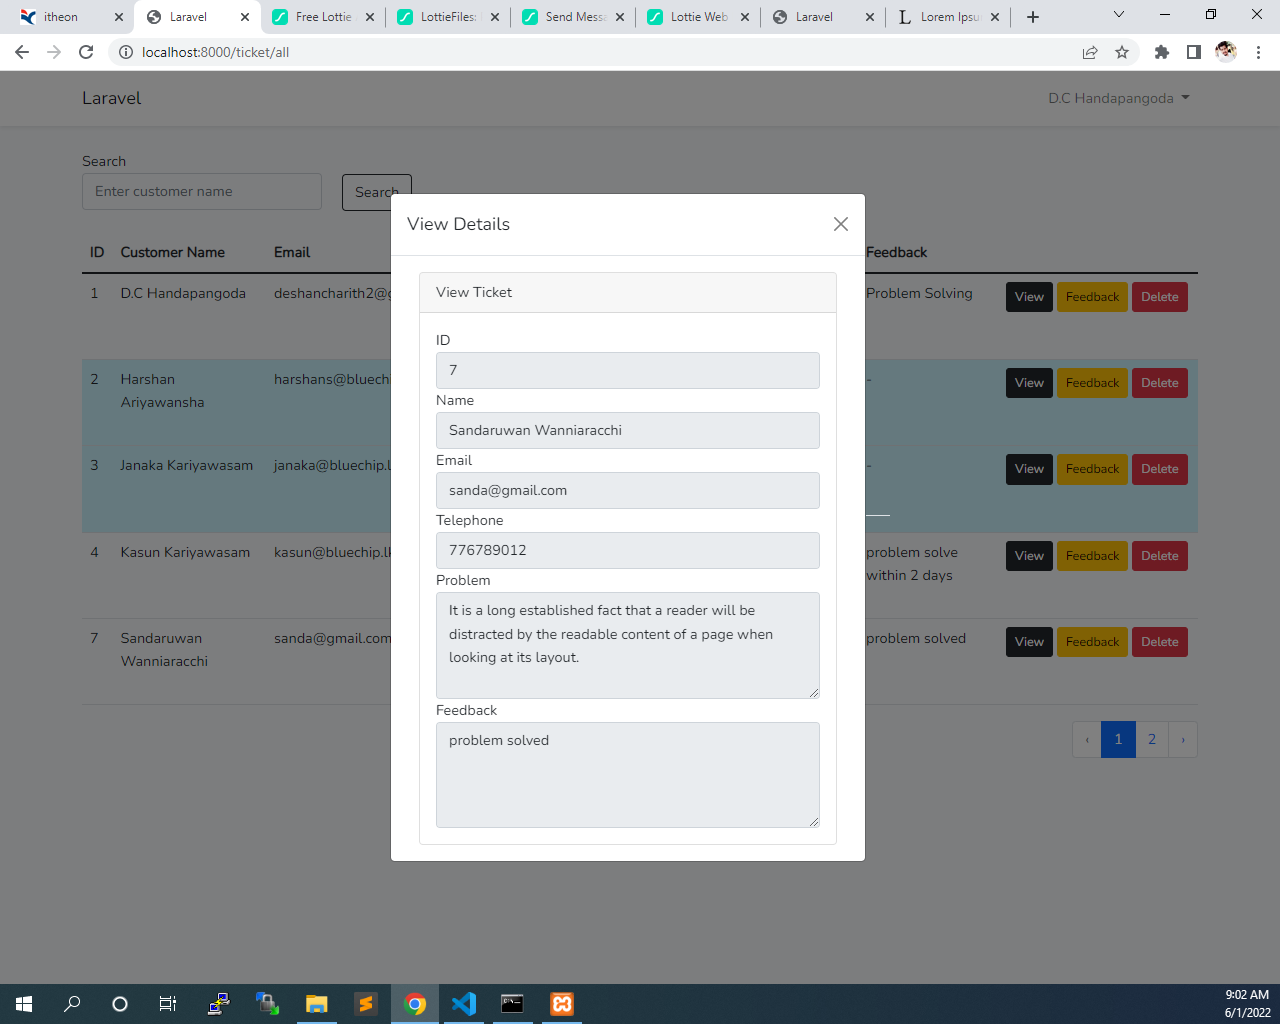 itheon
Laravel
Free Lottie
LottieFiles:
Send Messa
Lottie Web
Laravel
Lorem Ipsu
localhost:8000/ticket/all
Laravel
D.C Handapangoda
Search
Enter customer name
Search
ID Customer Name Email Feedback
1 D.C Handapangoda deshancharith2@ Problem Solving View Feedback Delete
2 Harshan Ariyawansha harshans@bluech - View Feedback Delete
3 Janaka Kariyawasam janaka@bluechip.l - View Feedback Delete
4 Kasun Kariyawasam kasun@bluechip.lk problem solve within 2 days View Feedback Delete
7 Sandaruwan Wanniaracchi sanda@gmail.com problem solved View Feedback Delete
‹ 1 2 ›
View Details
View Ticket
ID
7
Name
Sandaruwan Wanniaracchi
Email
sanda@gmail.com
Telephone
776789012
Problem
It is a long established fact that a reader will be
distracted by the readable content of a page when
looking at its layout.
Feedback
problem solved
9:02 AM
6/1/2022